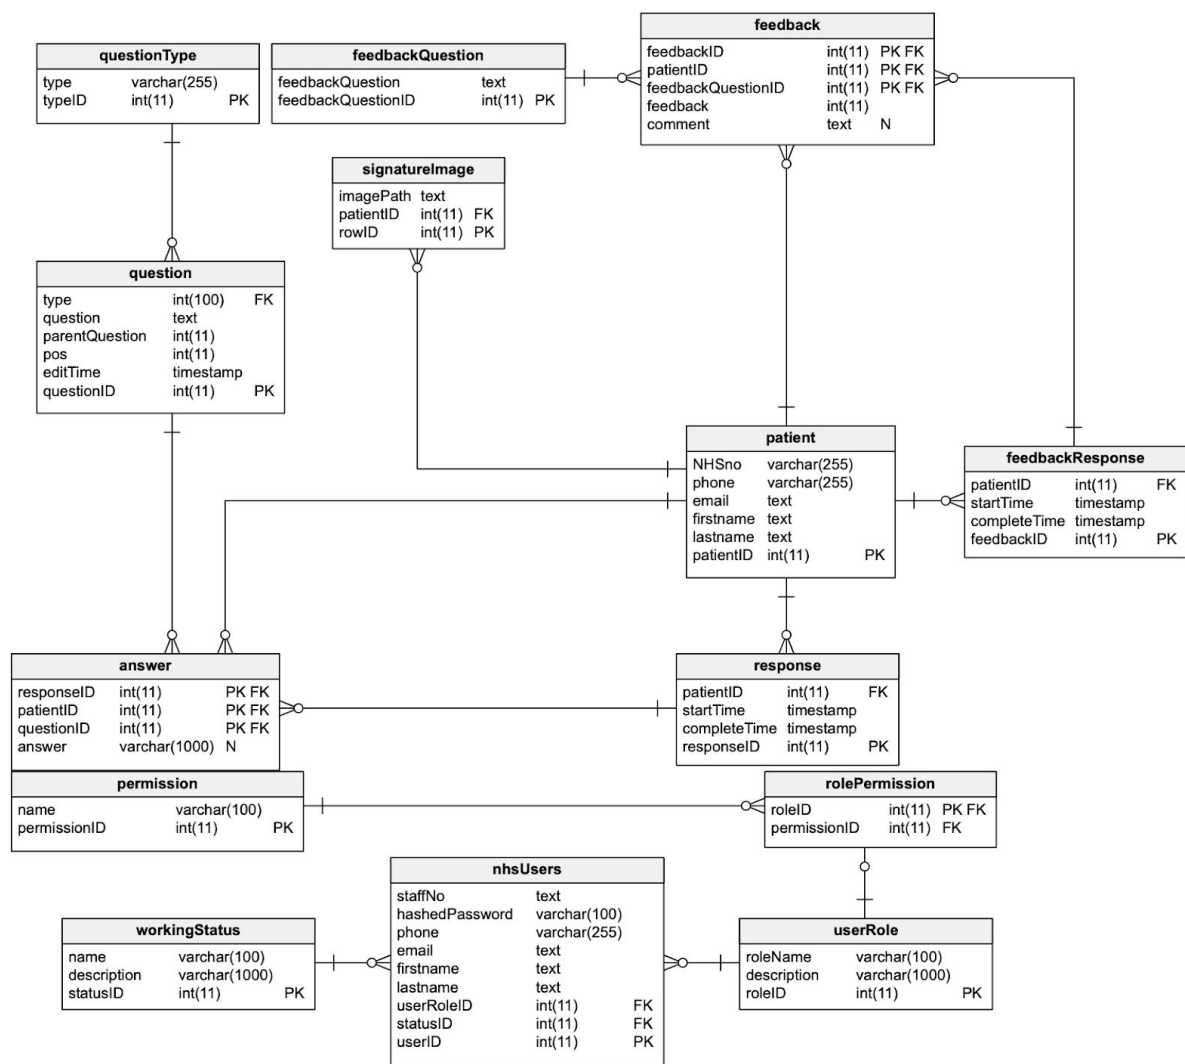 questionType
type varchar(255)
typeID int(11) PK
feedbackQuestion
feedbackQuestion text
feedbackQuestionID int(11) PK
feedback
feedbackID int(11) PK FK
patientID int(11) PK FK
feedbackQuestionID int(11) PK FK
feedback int(11)
comment text N
signatureImage
imagePath text
patientID int(11) FK
rowID int(11) PK
question
type int(100) FK
question text
parentQuestion int(11)
pos int(11)
editTime timestamp
questionID int(11) PK
patient
NHSno varchar(255)
phone varchar(255)
email text
firstname text
lastname text
patientID int(11) PK
feedbackResponse
patientID int(11) FK
startTime timestamp
completeTime timestamp
feedbackID int(11) PK
answer
responseID int(11) PK FK
patientID int(11) PK FK
questionID int(11) PK FK
answer varchar(1000) N
response
patientID int(11) FK
startTime timestamp
completeTime timestamp
responseID int(11) PK
permission
name varchar(100)
permissionID int(11) PK
rolePermission
roleID int(11) PK FK
permissionID int(11) FK
nhsUsers
staffNo text
hashedPassword varchar(100)
phone varchar(255)
email text
firstname text
lastname text
userRoleID int(11) FK
statusID int(11) FK
userID int(11) PK
workingStatus
name varchar(100)
description varchar(1000)
statusID int(11) PK
userRole
roleName varchar(100)
description varchar(1000)
roleID int(11) PK